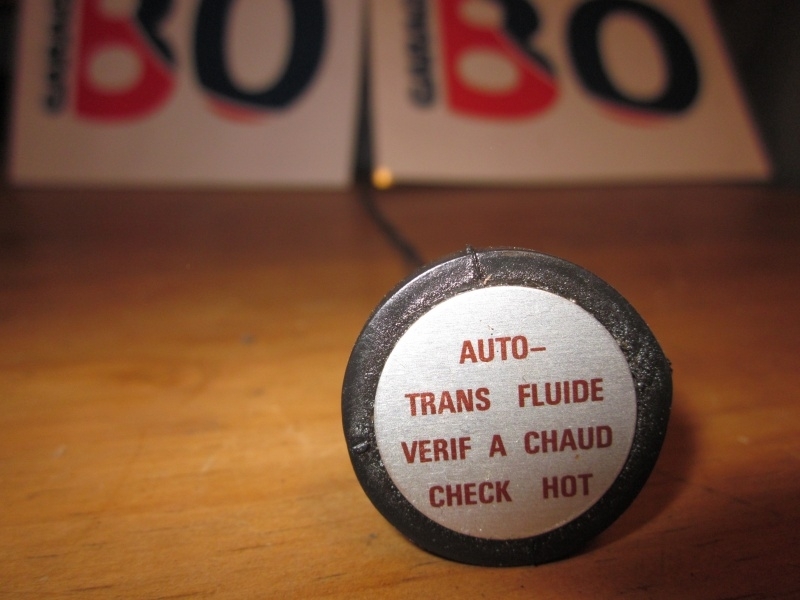 AUTO–
TRANS FLUIDE
VERIF A CHAUD
CHECK HOT
BO
BO